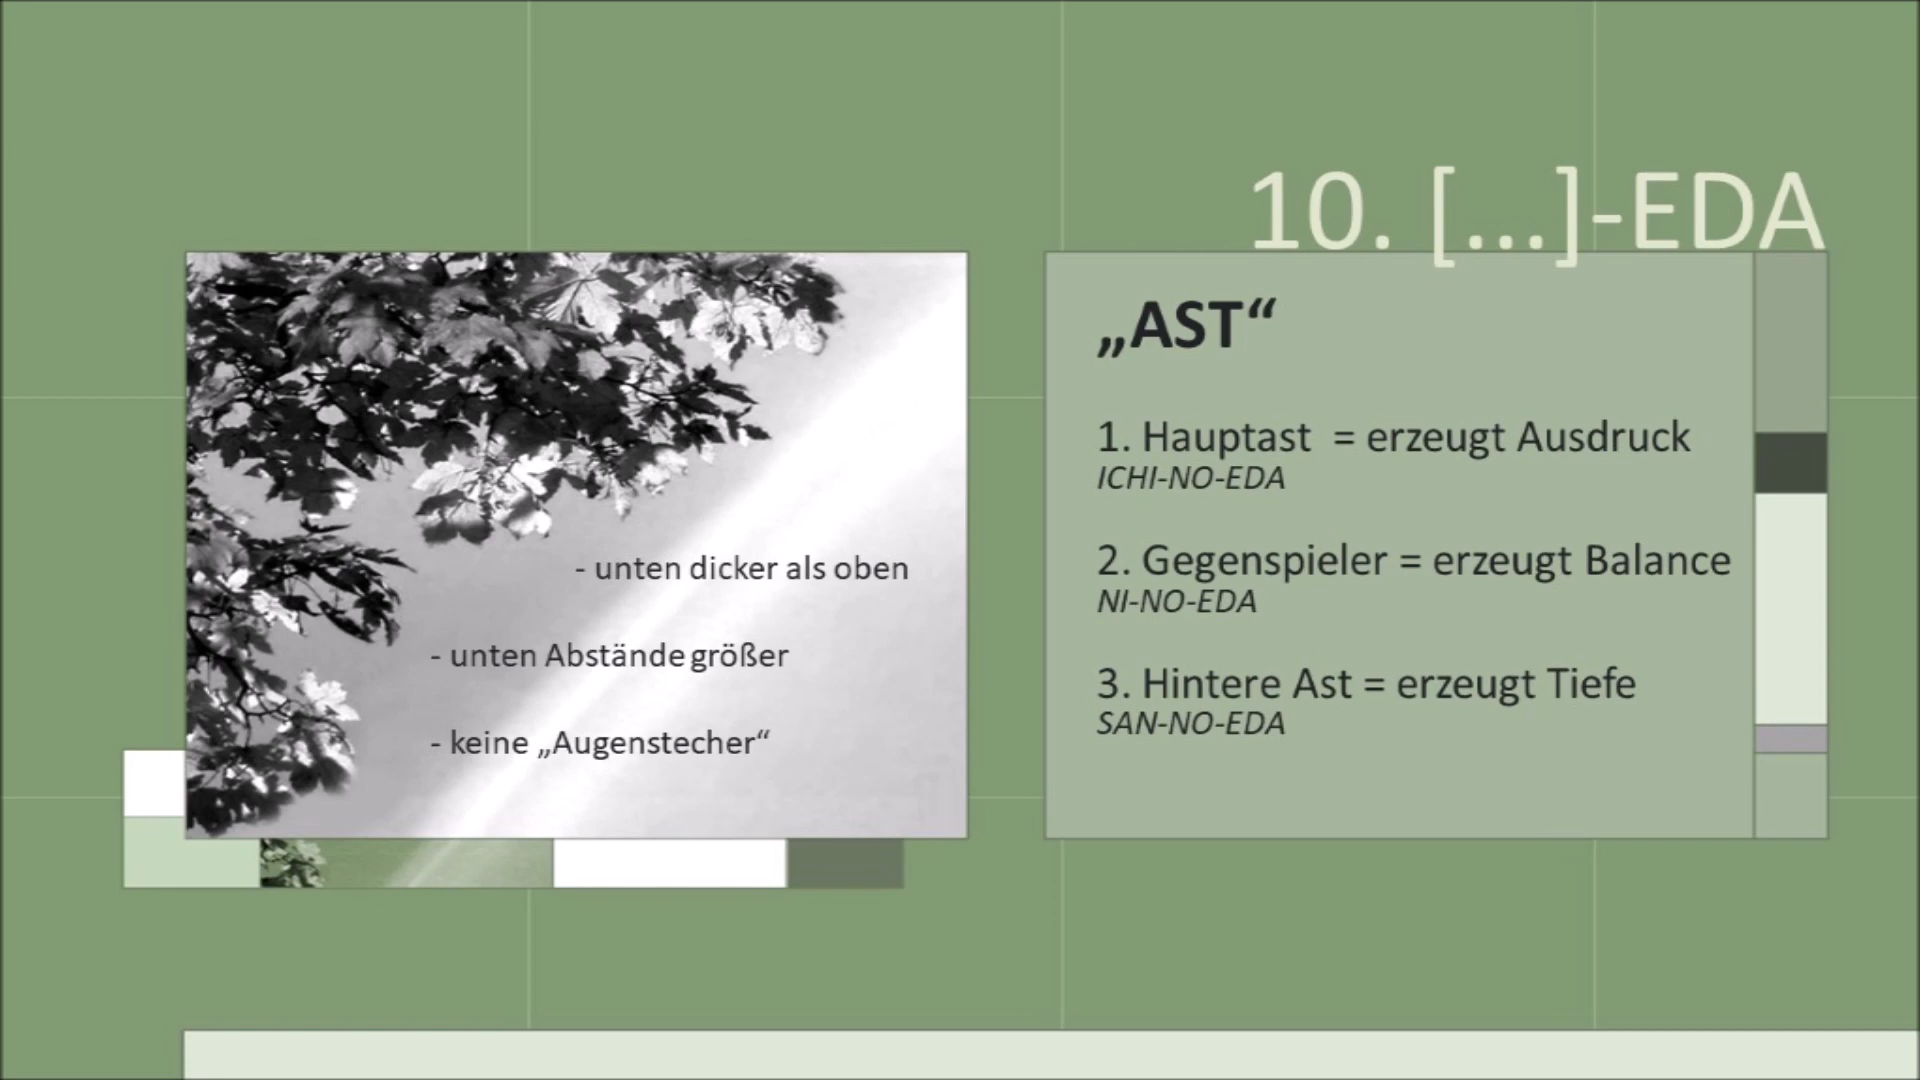 10. [...]-EDA
- unten dicker als oben
- unten Abstände größer
- keine „Augenstecher“
„AST“
1. Hauptast = erzeugt Ausdruck
ICHI-NO-EDA
2. Gegenspieler = erzeugt Balance
NI-NO-EDA
3. Hintere Ast = erzeugt Tiefe
SAN-NO-EDA